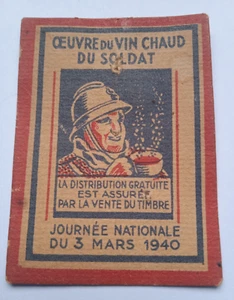 ŒUVRE DU VIN CHAUD
DU SOLDAT
LA DISTRIBUTION GRATUITE
EST ASSURÉE
PAR LA VENTE DU TIMBRE
JOURNÉE NATIONALE
DU 3 MARS 1940